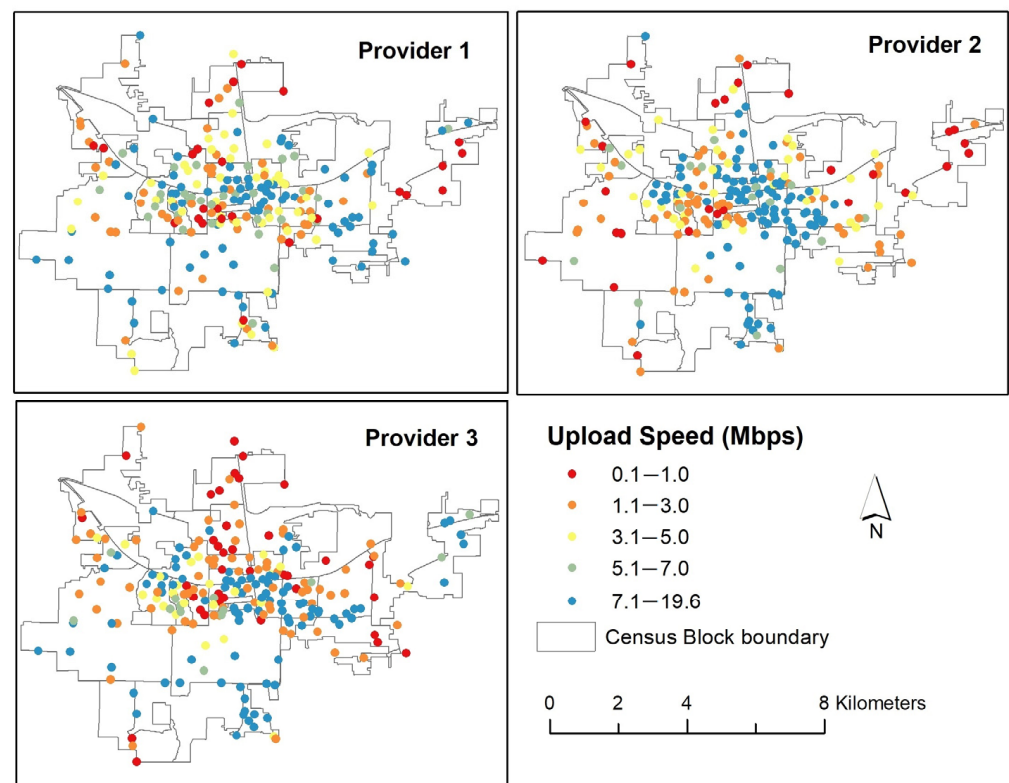 Provider 1
Provider 2
Provider 3
Upload Speed (Mbps)
0.1—1.0
1.1—3.0
3.1—5.0
5.1—7.0
7.1—19.6
Census Block boundary
N
0 2 4 8 Kilometers